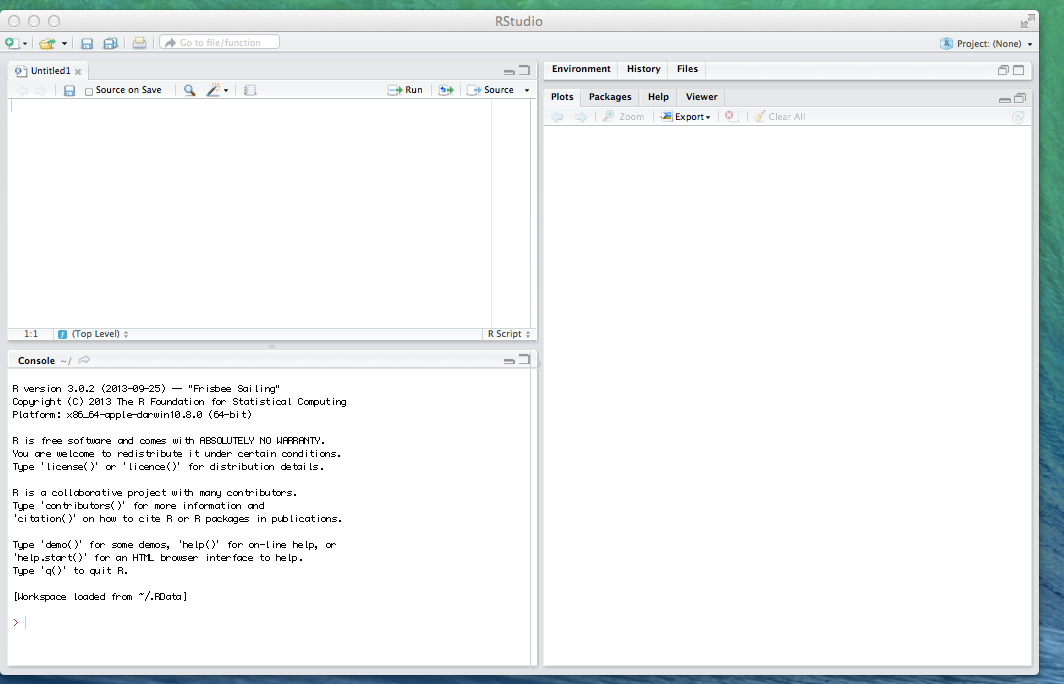 RStudio
Go to file/function
Project: (None)
Untitled1
Source on Save
Run
Source
1:1
(Top Level)
R Script
Environment History Files
Plots Packages Help Viewer
Zoom Export Clear All
Console ~/
R version 3.0.2 (2013-09-25) -- "Frisbee Sailing"
Copyright (C) 2013 The R Foundation for Statistical Computing
Platform: x86_64-apple-darwin10.8.0 (64-bit)
R is free software and comes with ABSOLUTELY NO WARRANTY.
You are welcome to redistribute it under certain conditions.
Type 'license()' or 'licence()' for distribution details.
R is a collaborative project with many contributors.
Type 'contributors()' for more information and
'citation()' on how to cite R or R packages in publications.
Type 'demo()' for some demos, 'help()' for on-line help, or
'help.start()' for an HTML browser interface to help.
Type 'q()' to quit R.
[Workspace loaded from ~/.RData]
>